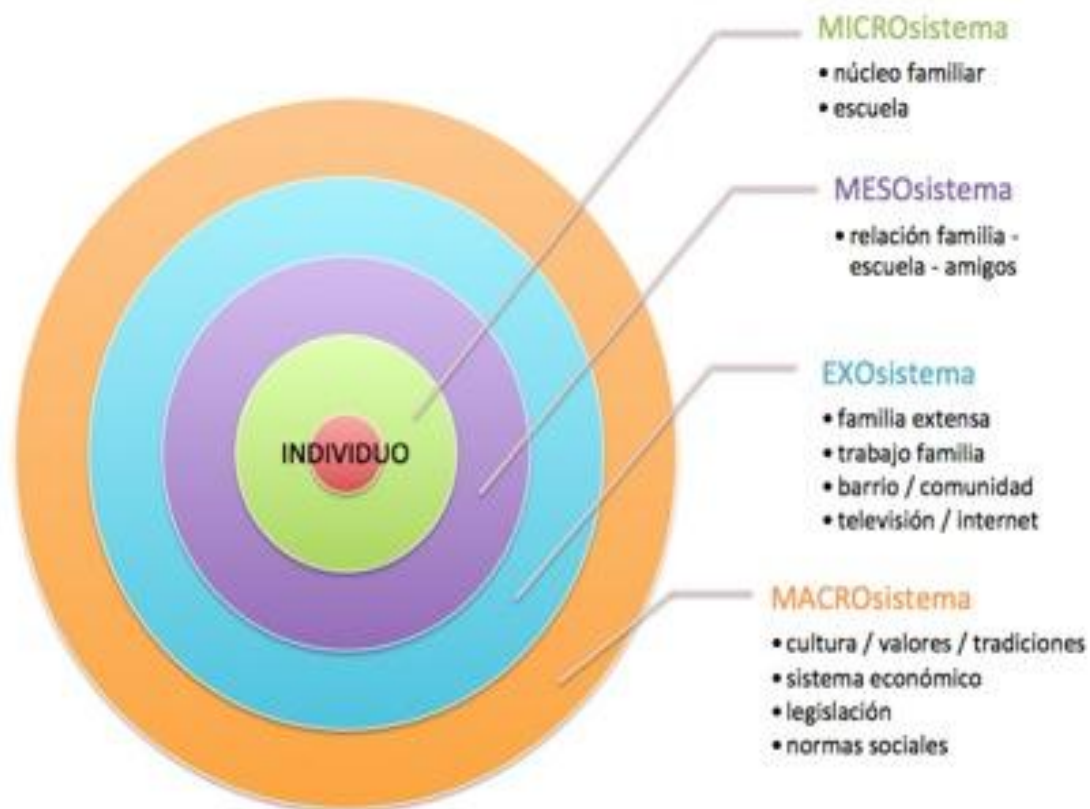 MICROsistema
• núcleo familiar
• escuela
MESOsistema
• relación familia -
escuela - amigos
INDIVIDUO
EXOsistema
• familia extensa
• trabajo familia
• barrio / comunidad
• televisión / internet
MACROsistema
• cultura / valores / tradiciones
• sistema económico
• legislación
• normas sociales